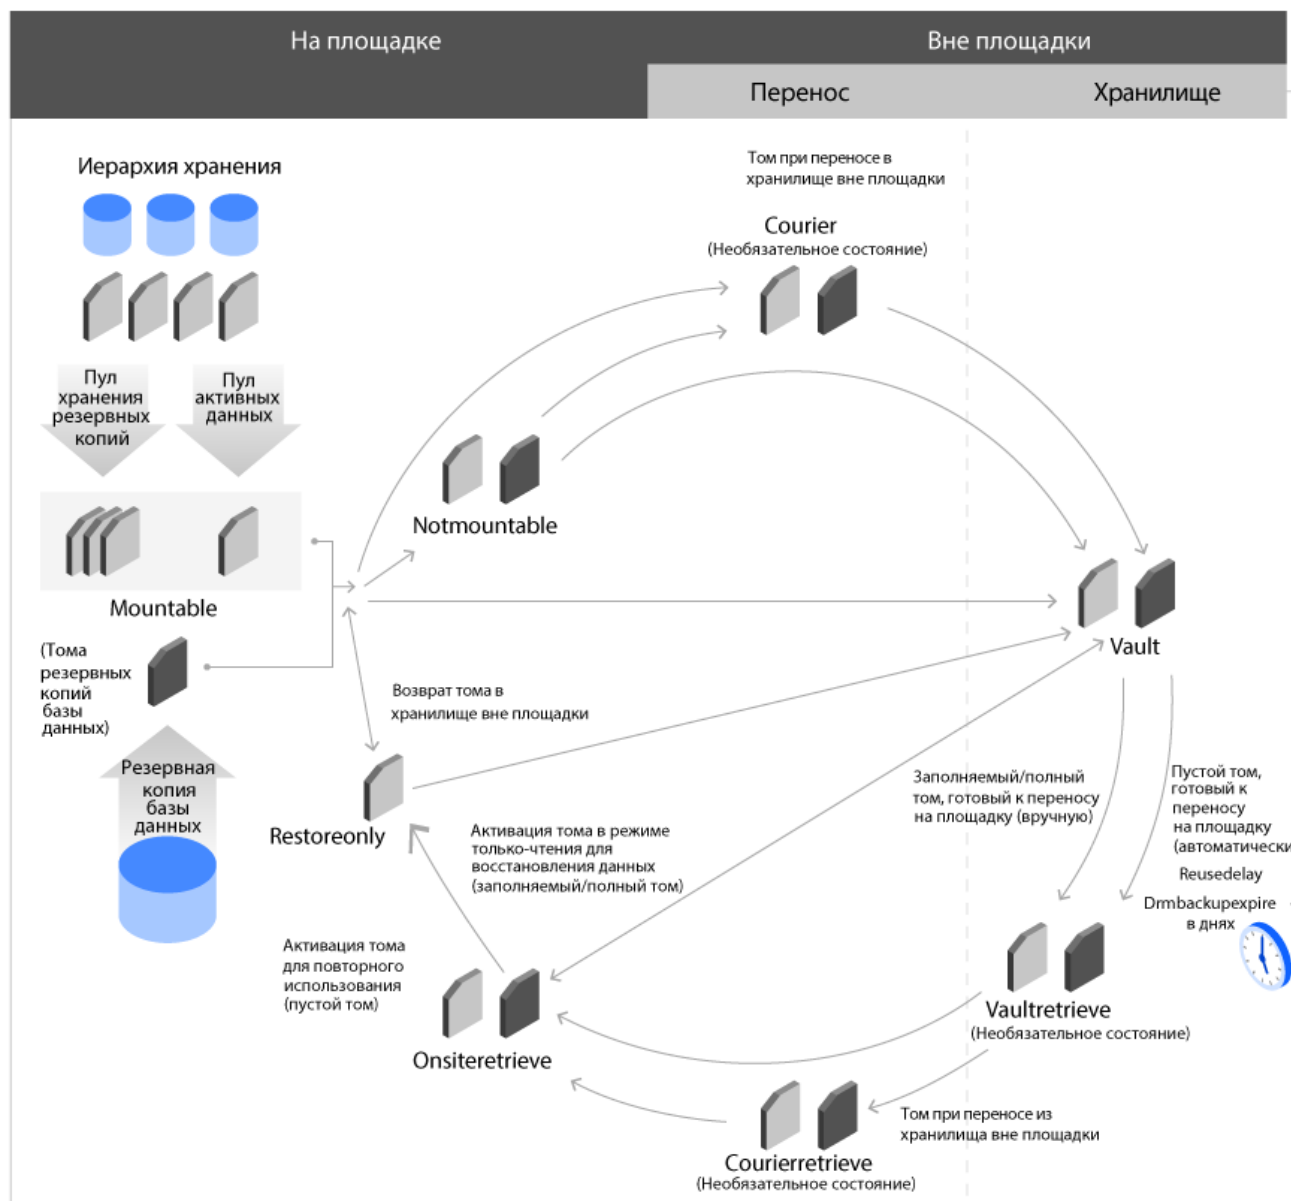 На площадке
Вне площадки
Перенос
Хранилище
Иерархия хранения
Пул
хранения
резервных
копий
Пул
активных
данных
Mountable
(Тома
резервных
копий
базы
данных)
Резервная
копия
базы
данных
Том при переносе в
хранилище вне площадки
Courier
(Необязательное состояние)
Notmountable
Vault
Возврат тома в
хранилище вне площадки
Restoreonly
Активация тома в режиме
только-чтения для
восстановления данных
(заполняемый/полный том)
Заполняемый/полный
том, готовый к переносу
на площадку (вручную)
Пустой том,
готовый к
переносу
на площадку
(автоматически
Reusedelay
Drmbackupexpire
в днях
Активация тома
для повторного
использования
(пустой том)
Onsiteretrieve
Vaultretrieve
(Необязательное состояние)
Том при переносе из
хранилища вне площадки
Courierretrieve
(Необязательное состояние)